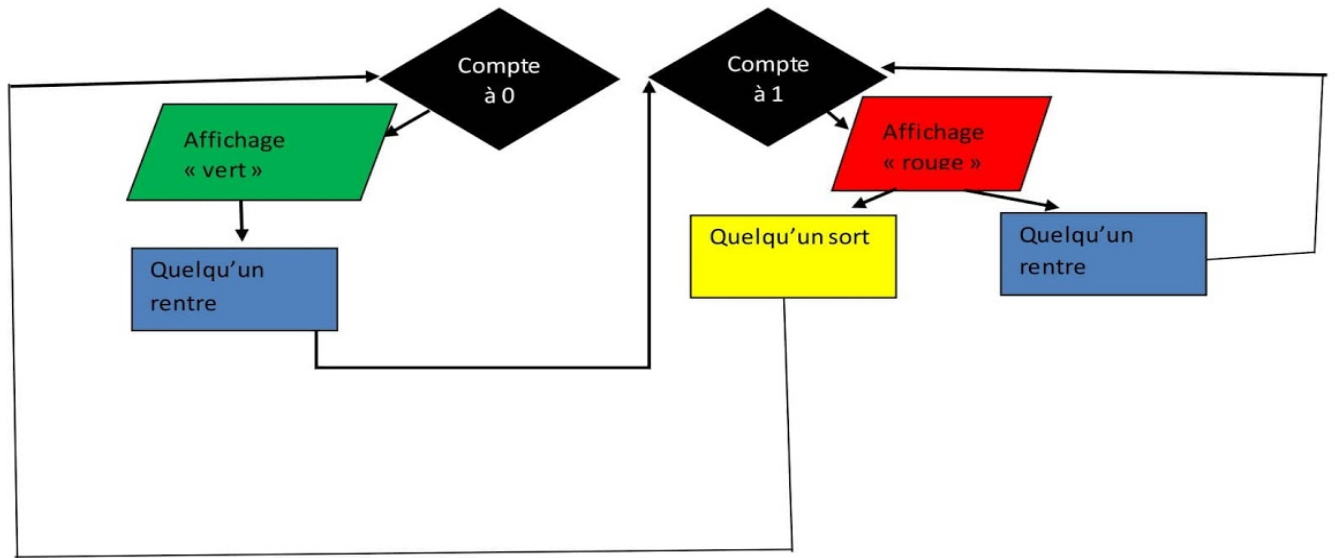 Compte
à 0
Compte
à 1
Affichage
« vert »
Affichage
« rouge »
Quelqu’un
rentre
Quelqu’un sort
Quelqu’un
rentre